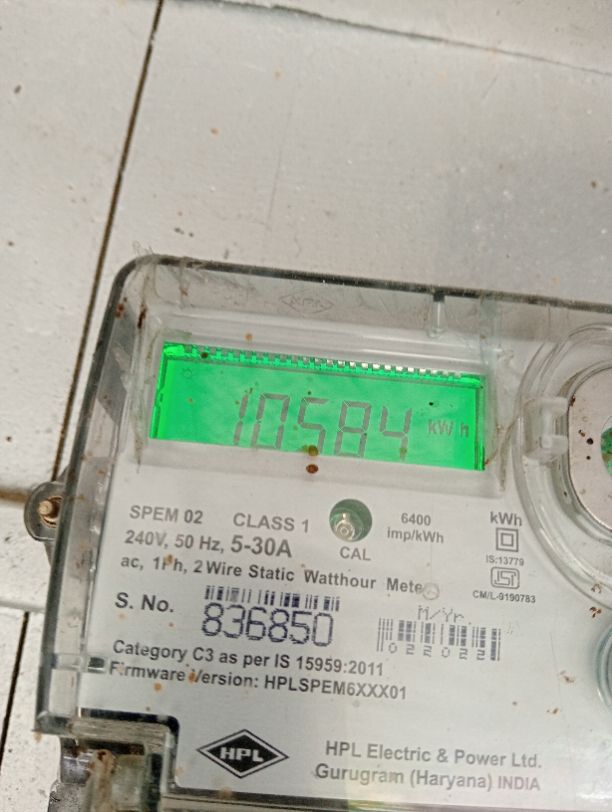 10584 kWh
SPEM 02 CLASS 1 6400 kWh
240V, 50 Hz, 5-30A CAL imp/kWh
IS:13779
ac, 1Ph, 2 Wire Static Watthour Mete
CM/L-9190783
S. No. 836850
M/Yr.
022022
Category C3 as per IS 15959:2011
Firmware Version: HPLSPEM6XXX01
HPL
HPL Electric & Power Ltd.
Gurugram (Haryana) INDIA